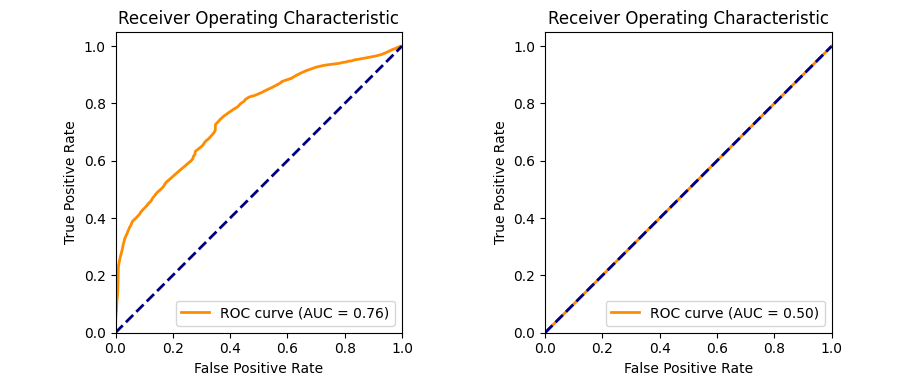 Receiver Operating Characteristic
1.0
0.8
0.6
0.4
0.2
0.0
True Positive Rate
ROC curve (AUC = 0.76)
0.0 0.2 0.4 0.6 0.8 1.0
False Positive Rate
Receiver Operating Characteristic
1.0
0.8
0.6
0.4
0.2
0.0
True Positive Rate
ROC curve (AUC = 0.50)
0.0 0.2 0.4 0.6 0.8 1.0
False Positive Rate